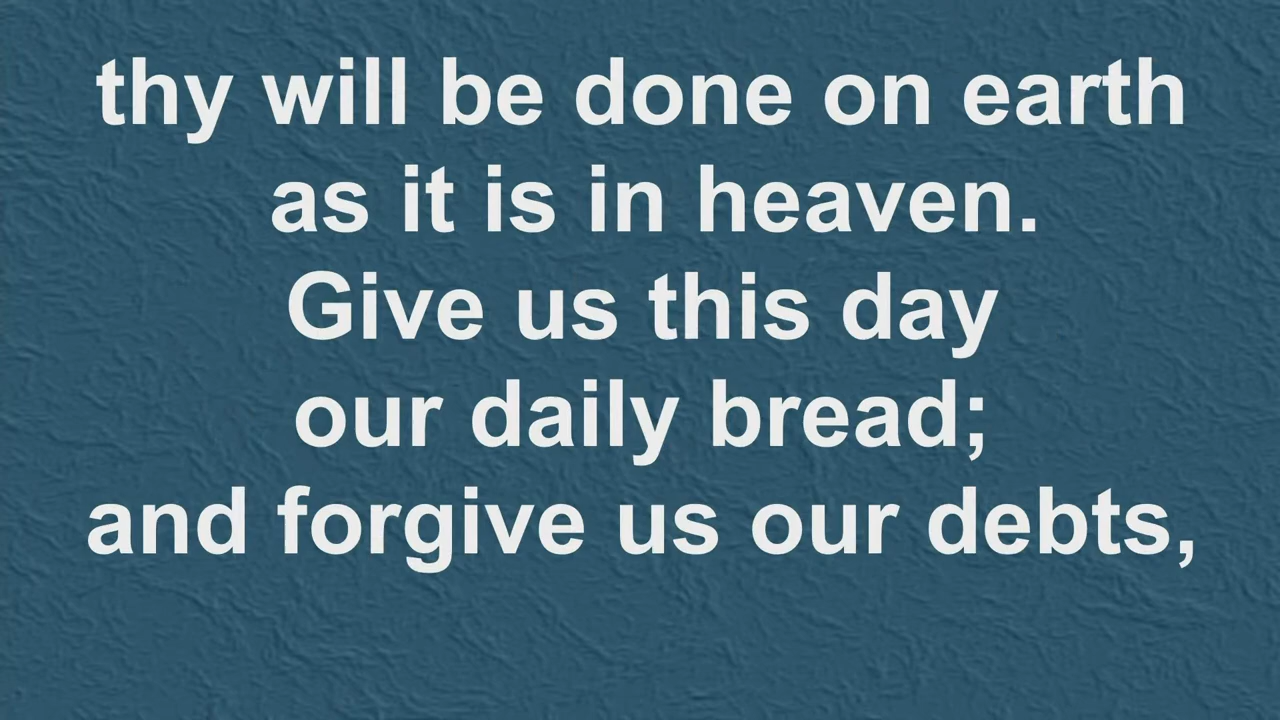 thy will be done on earth
as it is in heaven.
Give us this day
our daily bread;
and forgive us our debts,